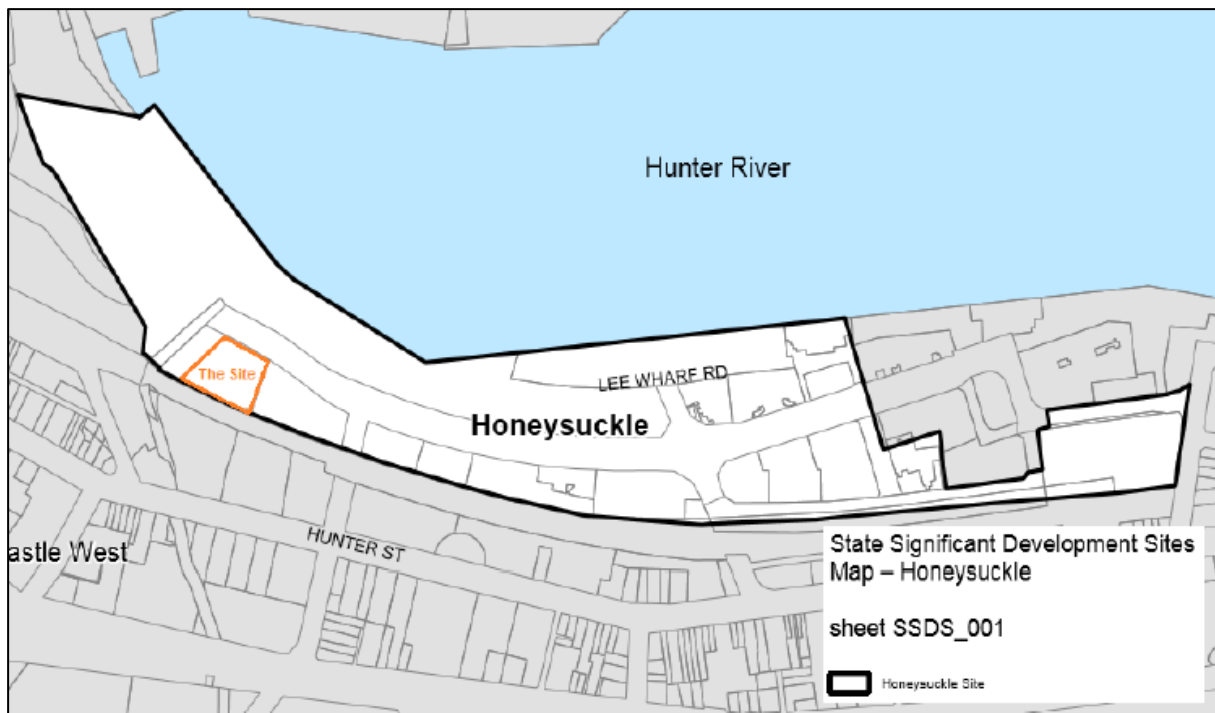 Hunter River
The Site
LEE WHARF RD
Honeysuckle
HUNTER ST
astle West
State Significant Development Sites
Map – Honeysuckle
sheet SSDS_001
Honeysuckle Site